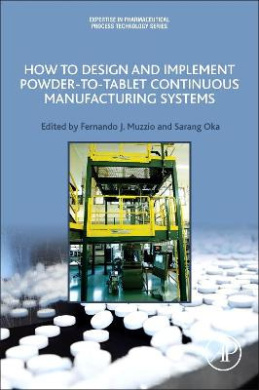 EXPERTISE IN PHARMACEUTICAL
PROCESS TECHNOLOGY SERIES
HOW TO DESIGN AND IMPLEMENT
POWDER-TO-TABLET CONTINUOUS
MANUFACTURING SYSTEMS
Edited by Fernando J. Muzzio and Sarang Oka